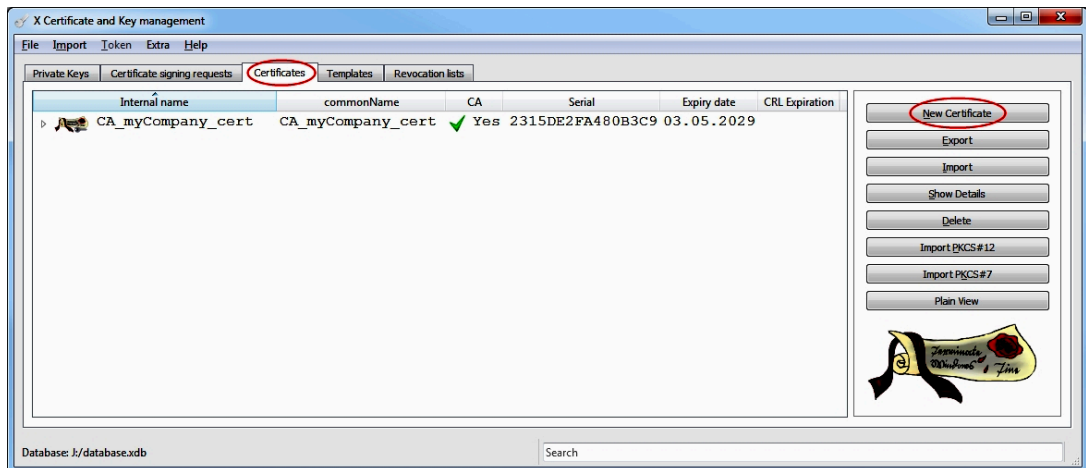 X Certificate and Key management
File Import Token Extra Help
Private Keys Certificate signing requests Certificates Templates Revocation lists
Internal name commonName CA Serial Expiry date CRL Expiration
CA_myCompany_cert CA_myCompany_cert Yes 2315DE2FA480B3C9 03.05.2029
New Certificate
Export
Import
Show Details
Delete
Import PKCS#12
Import PKCS#7
Plain View
Database: J:/database.xdb
Search